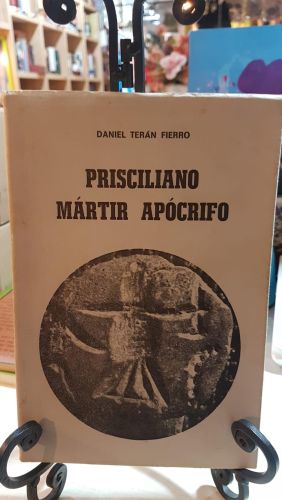 DANIEL TERÁN FIERRO
PRISCILIANO
MÁRTIR APÓCRIFO